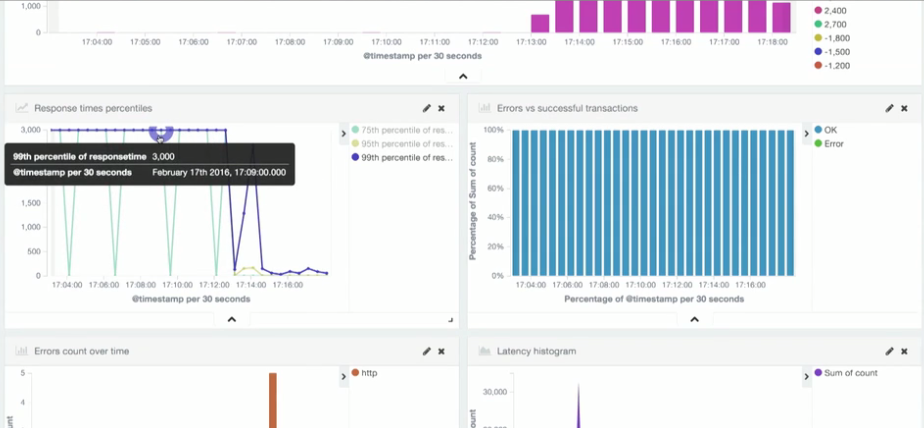 1,000
0
17:04:00 17:05:00 17:06:00 17:07:00 17:08:00 17:09:00 17:10:00 17:11:00 17:12:00 17:13:00 17:14:00 17:15:00 17:16:00 17:17:00 17:18:00
@timestamp per 30 seconds
2,400
2,700
-1,800
-1,500
-1,200
Response times percentiles
3,000
1,500
1,000
500
0
99th percentile of responsetime 3,000
@timestamp per 30 seconds February 17th 2016, 17:09:00.000
17:04:00 17:06:00 17:08:00 17:10:00 17:12:00 17:14:00 17:16:00
@timestamp per 30 seconds
75th percentile of res...
95th percentile of res...
99th percentile of res...
Errors vs successful transactions
Percentage of Sum of count
100%
80%
60%
40%
20%
0%
17:04:00 17:06:00 17:08:00 17:10:00 17:12:00 17:14:00 17:16:00
Percentage of @timestamp per 30 seconds
OK
Error
Errors count over time
5
4
http
Latency histogram
30,000
Sum of count